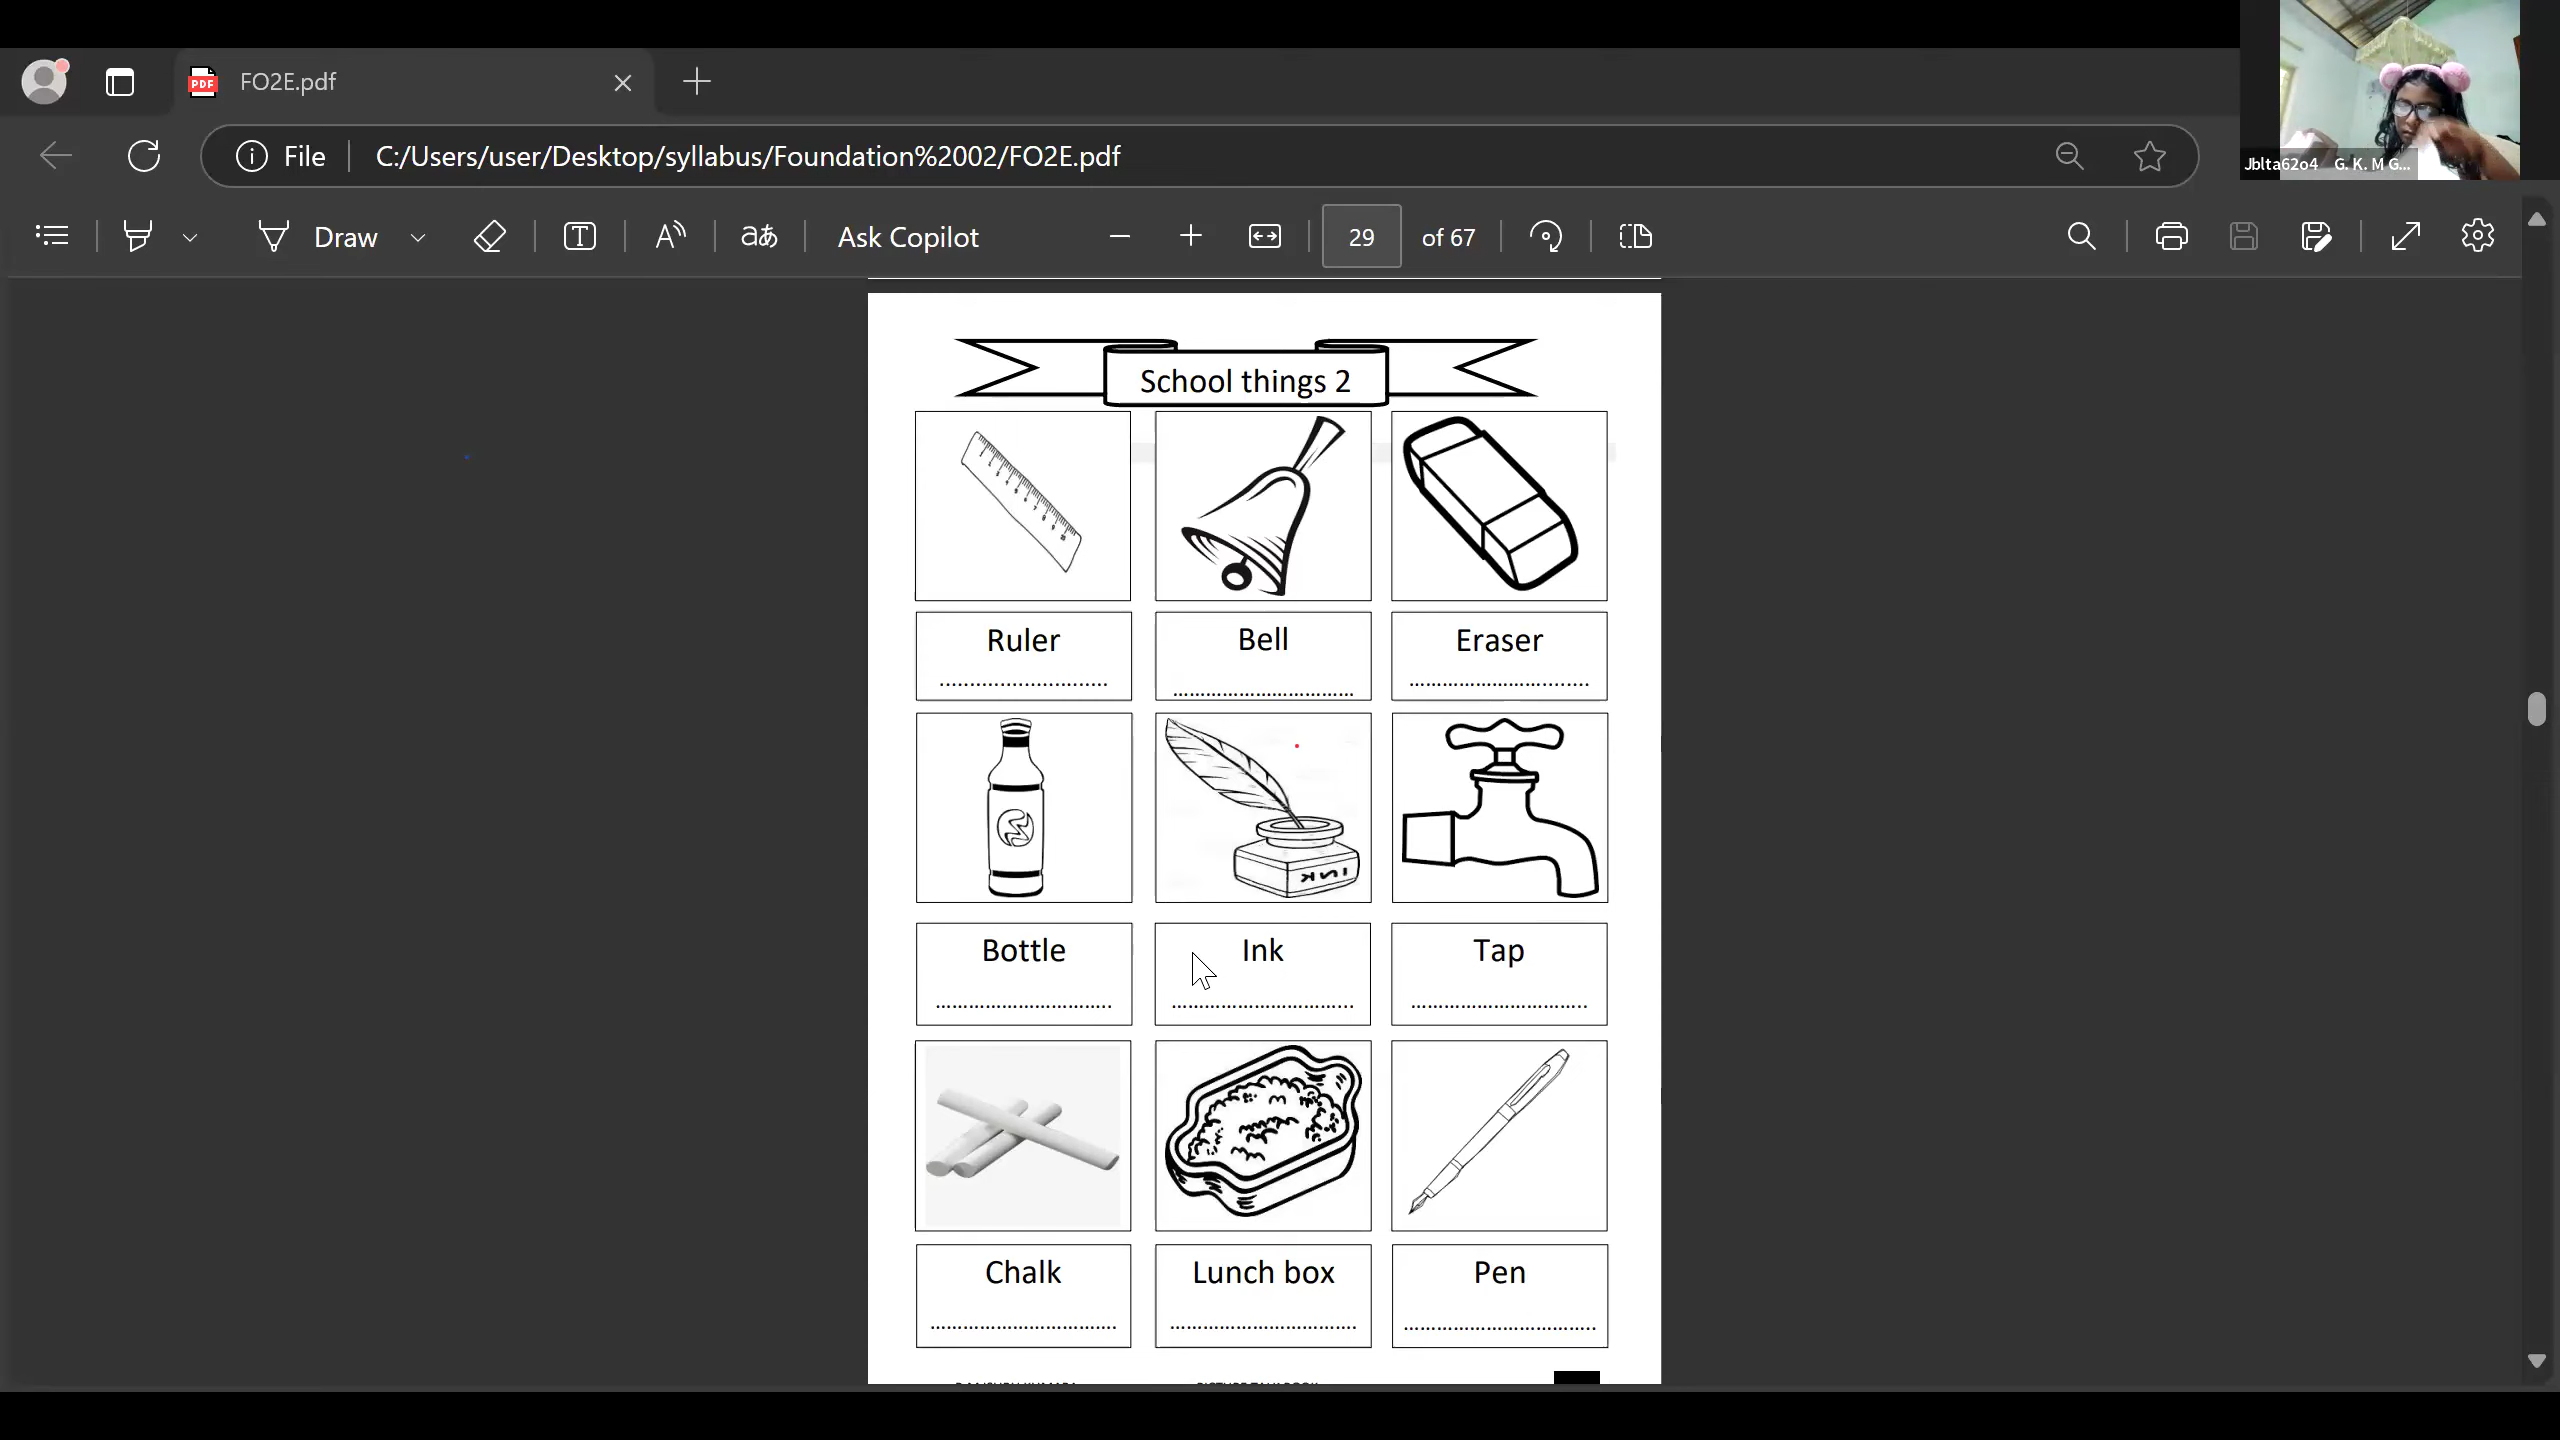 FO2E.pdf
File C:/Users/user/Desktop/syllabus/Foundation%2002/FO2E.pdf
Jblta62o4 G. K. M G...
Draw Ask Copilot 29 of 67
School things 2
Ruler Bell Eraser
INK
Bottle Ink Tap
Chalk Lunch box Pen